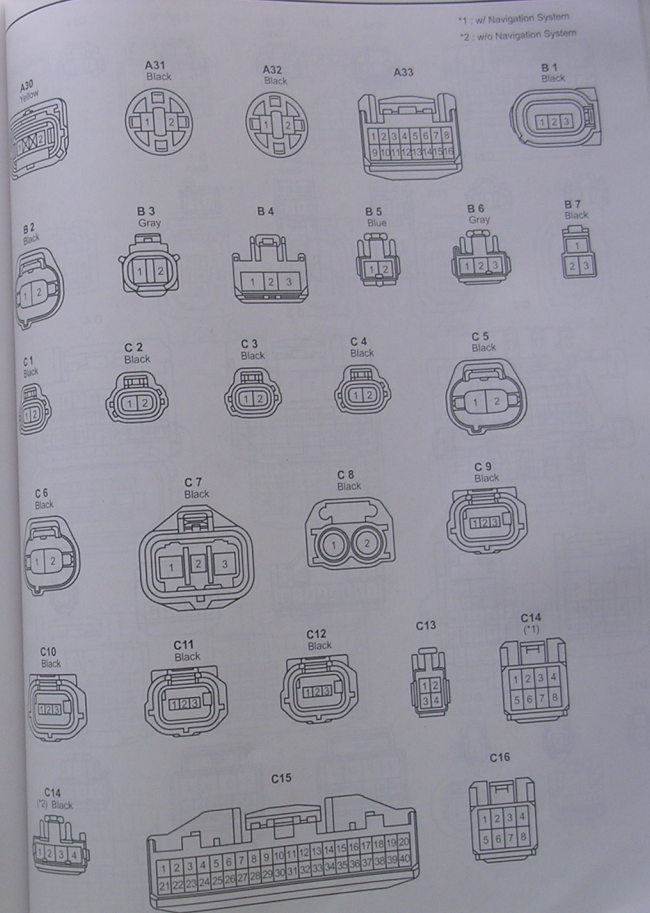 *1 : w/ Navigation System
*2 : w/o Navigation System
A30
Yellow
1 2
A31
Black
1 2
A32
Black
2
A33
1 2 3 4 5 6 7 8
9 10 11 12 13 14 15 16
B 1
Black
1 2 3
B 2
Black
1 2
B 3
Gray
1 2
B 4
1 2 3
B 5
Blue
1 2
B 6
Gray
1 2 3
B 7
Black
1
2 3
C 1
Black
1 2
C 2
Black
1 2
C 3
Black
1 2
C 4
Black
1 2
C 5
Black
1 2
C 6
Black
1 2
C 7
Black
1 2 3
C 8
Black
1 2
C 9
Black
1 2 3
C10
Black
1 2 3
C11
Black
1 2 3
C12
Black
1 2 3
C13
1 2
3 4
C14
(*1)
1 2 3 4
5 6 7 8
C14
(*2) Black
1 2 3 4
C15
1 2 3 4 5 6 7 8 9 10 11 12 13 14 15 16 17 18 19 20
21 22 23 24 25 26 27 28 29 30 31 32 33 34 35 36 37 38 39 40
C16
1 2 3 4
5 6 7 8